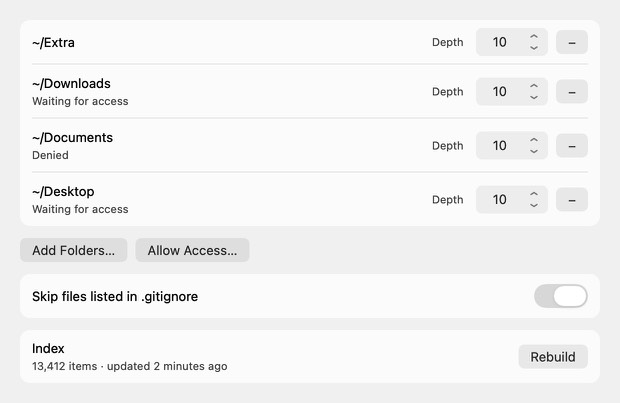 ~/Extra
Depth 10 –
~/Downloads
Waiting for access
Depth 10 –
~/Documents
Denied
Depth 10 –
~/Desktop
Waiting for access
Depth 10 –
Add Folders... Allow Access...
Skip files listed in .gitignore
Index
13,412 items · updated 2 minutes ago
Rebuild